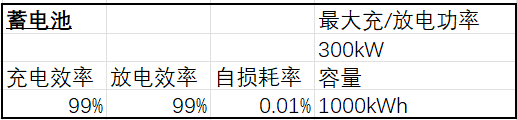 蓄电池 最大充/放电功率
300kW
充电效率 放电效率 自损耗率 容量
99% 99% 0.01% 1000kWh